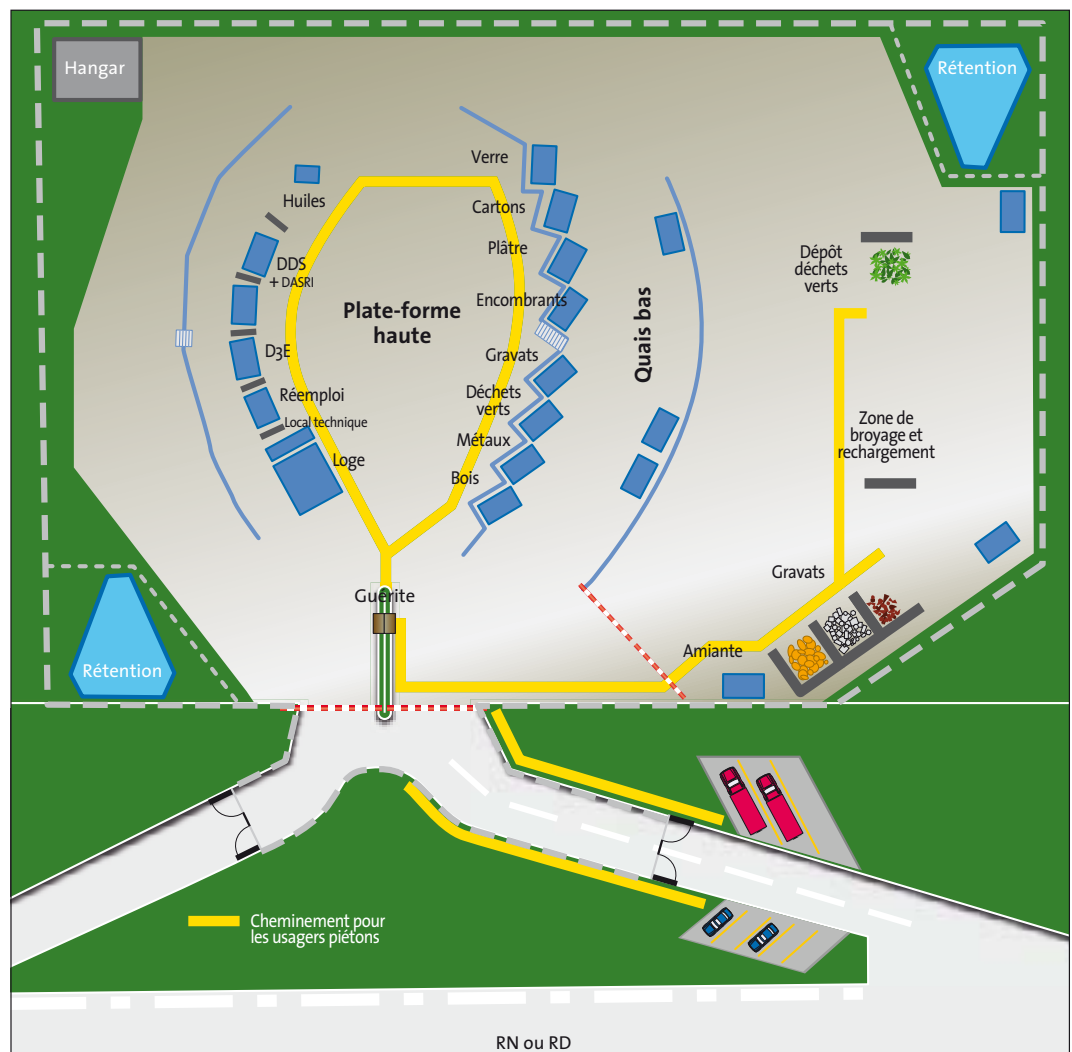 Hangar
Rétention
Verre
Huiles
Cartons
Plâtre
DDS
+ DASRI
Dépôt
déchets
verts
Encombrants
Plate-forme
haute
Quais bas
D3E
Gravats
Réemploi
Déchets
verts
Local technique
Métaux
Zone de
broyage et
rechargement
Loge
Bois
Gravats
Guérite
Amiante
Rétention
Cheminement pour
les usagers piétons
RN ou RD